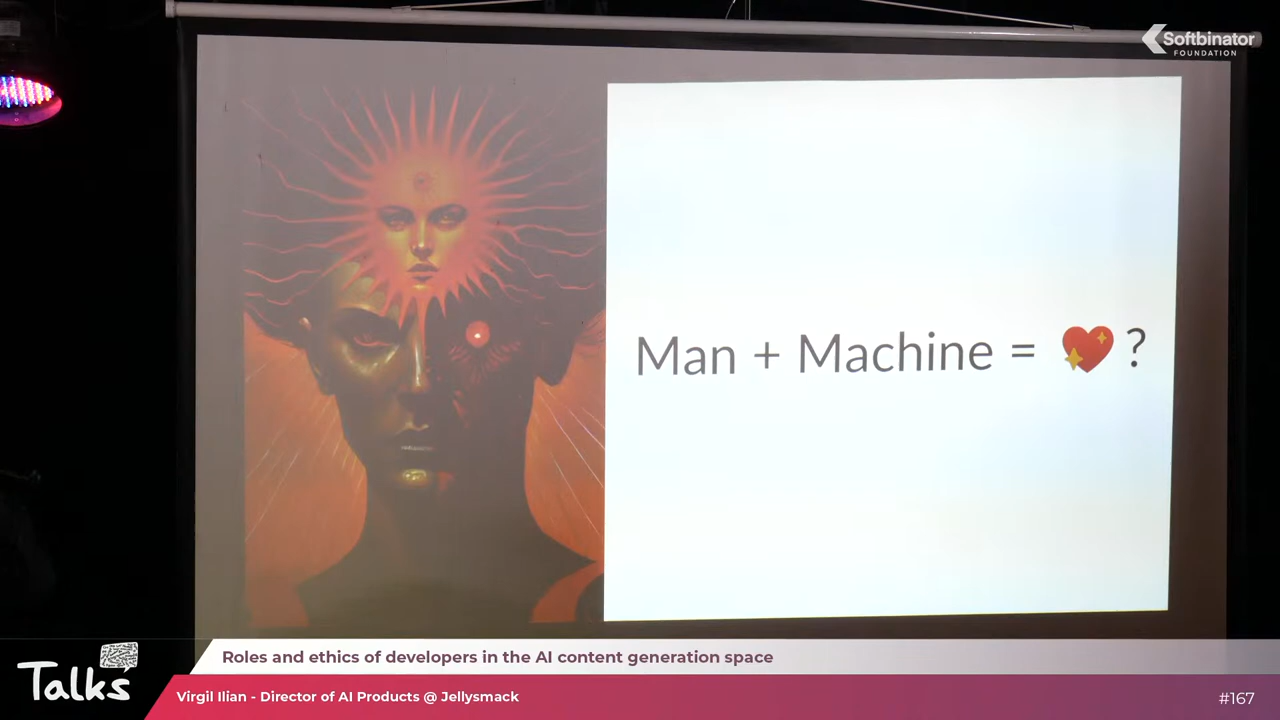 Softbinator
FOUNDATION
Man + Machine = 💖 ?
Talks
Roles and ethics of developers in the AI content generation space
Virgil Ilian - Director of AI Products @ Jellysmack
#167